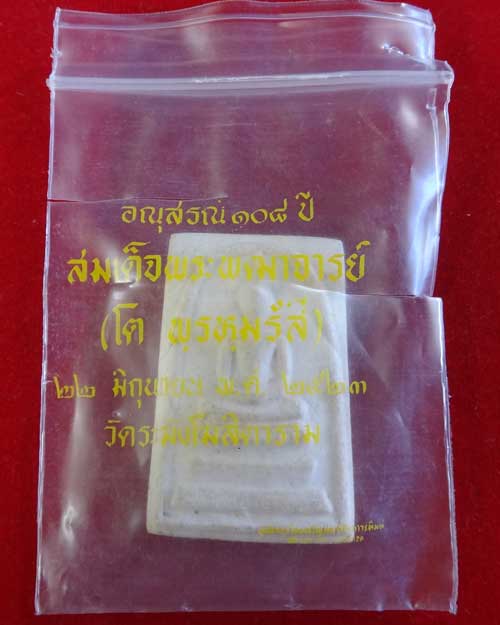 อณุสรณ์ ๑๐๘ ปี
สมเด็จพระพุฒาจารย์
(โต พฺรหฺมรํสี)
๒๒ มิถุนายน พ.ศ. ๒๕๒๓
วัดระฆังโฆสิตาราม